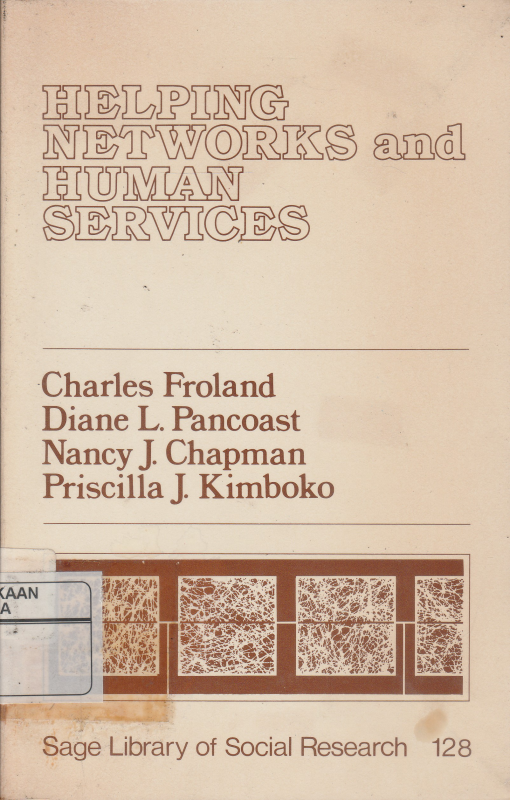 HELPING
NETWORKS and
HUMAN
SERVICES
Charles Froland
Diane L. Pancoast
Nancy J. Chapman
Priscilla J. Kimboko
KAAN
A
Sage Library of Social Research 128